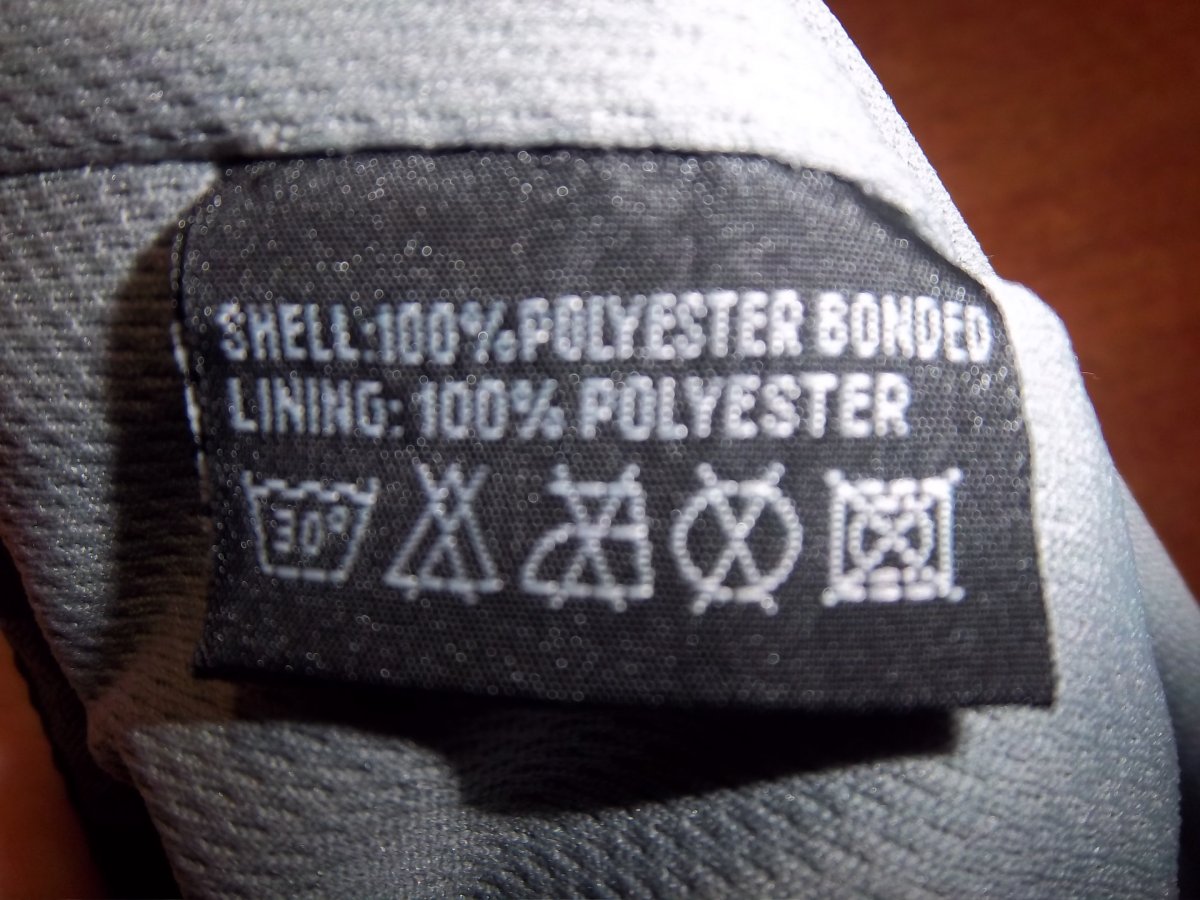 SHELL:100%POLYESTER BONDED
LINING: 100% POLYESTER
30°